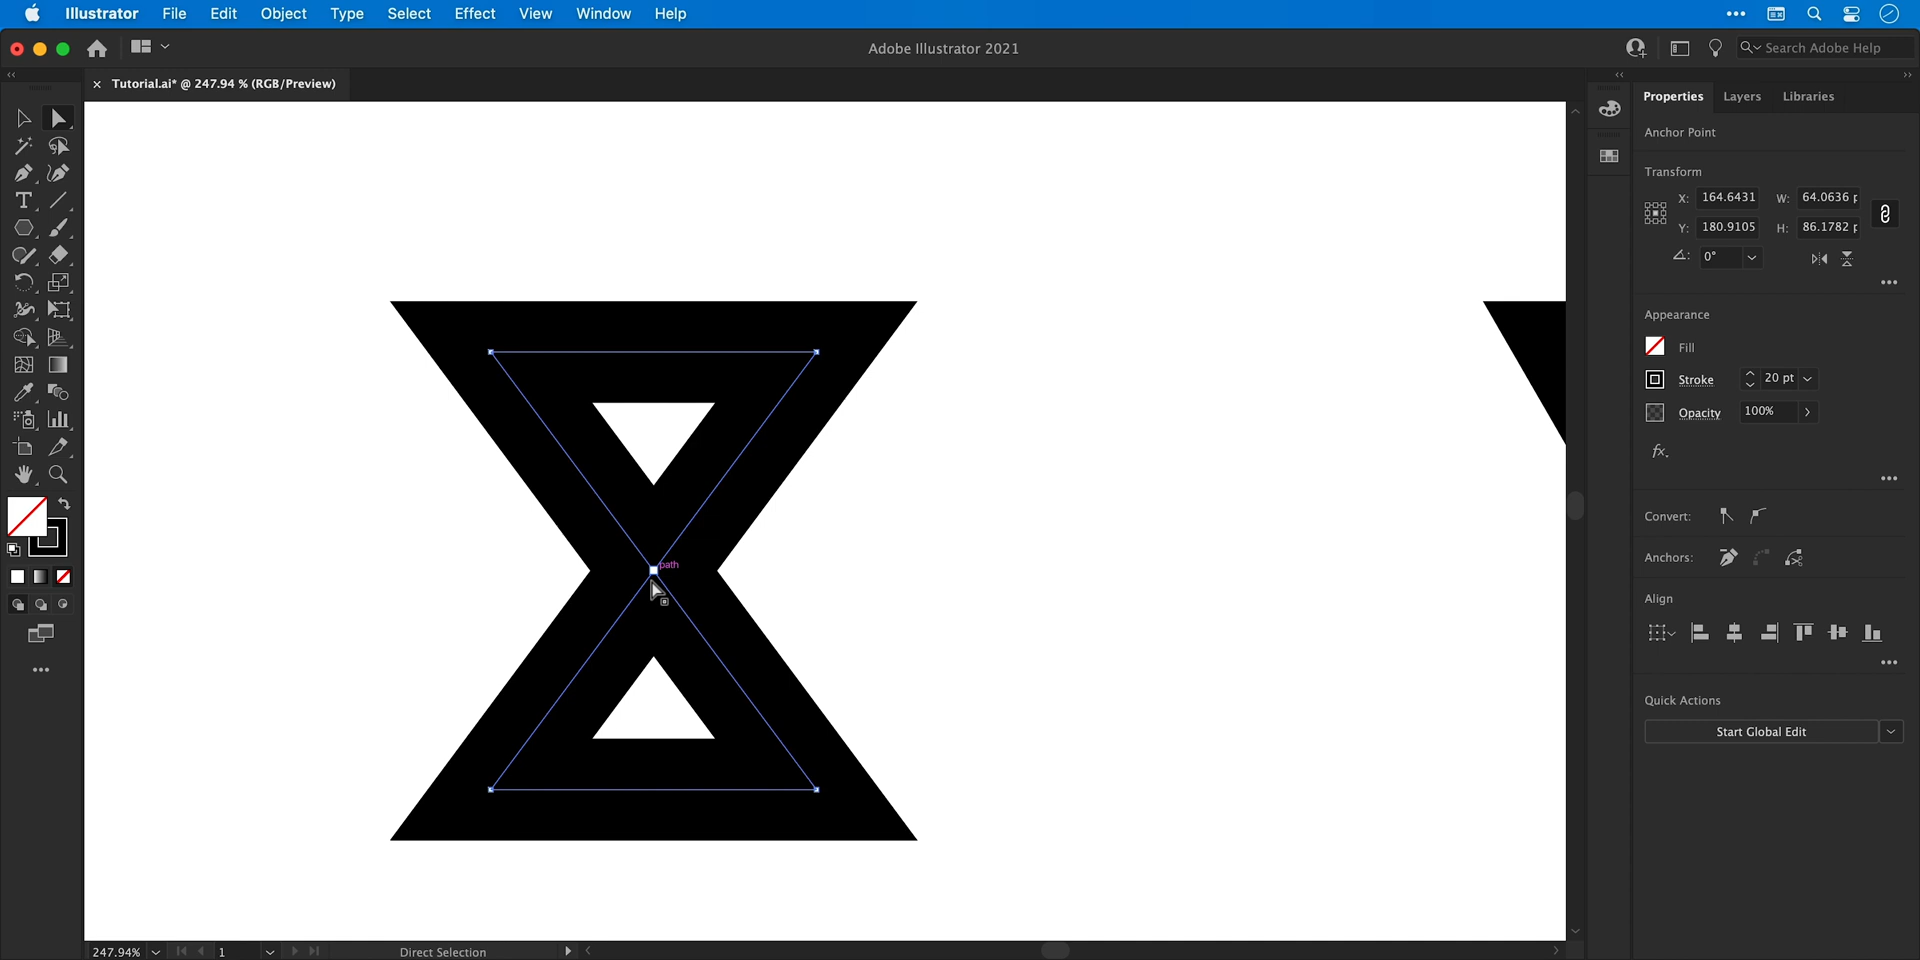 Illustrator File Edit Object Type Select Effect View Window Help
Adobe Illustrator 2021
Search Adobe Help
Tutorial.ai* @ 247.94 % (RGB/Preview)
Properties Layers Libraries
Anchor Point
Transform
X: 164.6431 W: 64.0636
Y: 180.9105 H: 86.1782
0°
Appearance
Fill
Stroke 20 pt
Opacity 100%
fx.
path
Convert:
Anchors:
Align
Quick Actions
Start Global Edit
247.94% 1 Direct Selection